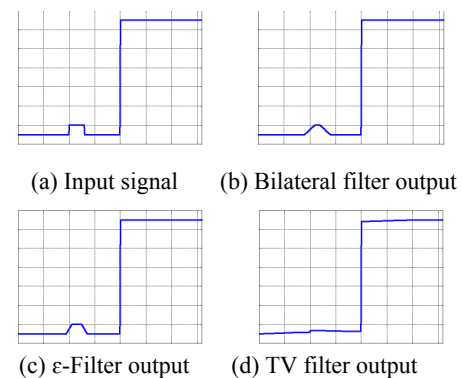 (a) Input signal (b) Bilateral filter output
(c) ε-Filter output (d) TV filter output